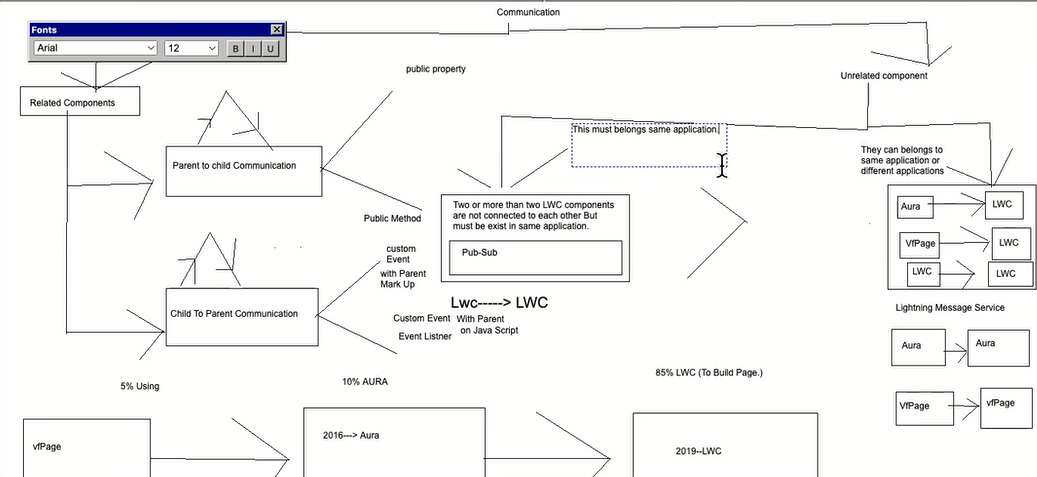 Communication
Fonts
Arial
12
B I U
public property
Unrelated component
Related Components
This must belongs same application.
They can belongs to
same application or
different applications
Parent to child Communication
Aura
LWC
Two or more than two LWC components
are not connected to each other But
must be exist in same application.
Public Method
VfPage
LWC
custom
Event
Pub-Sub
with Parent
Mark Up
LWC
LWC
Lwc-----> LWC
Child To Parent Communication
Custom Event
With Parent
on Java Script
Event Listner
Lightning Message Service
Aura
Aura
5% Using
10% AURA
85% LWC (To Build Page.)
VfPage
vfPage
vfPage
2016---> Aura
2019--LWC